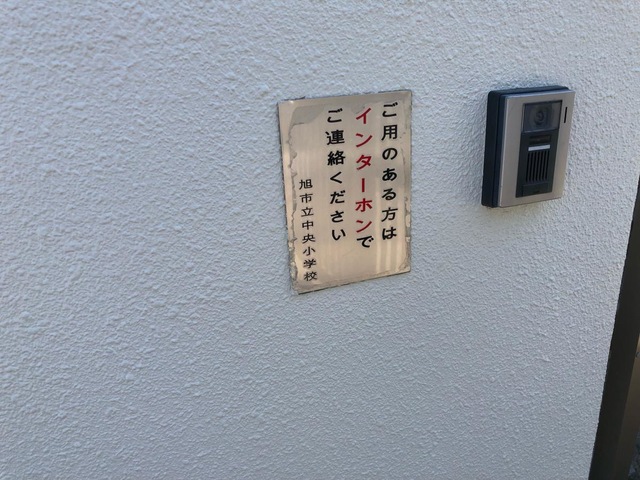 ご用のある方は
インターホンで
ご連絡ください
旭市立中央小学校